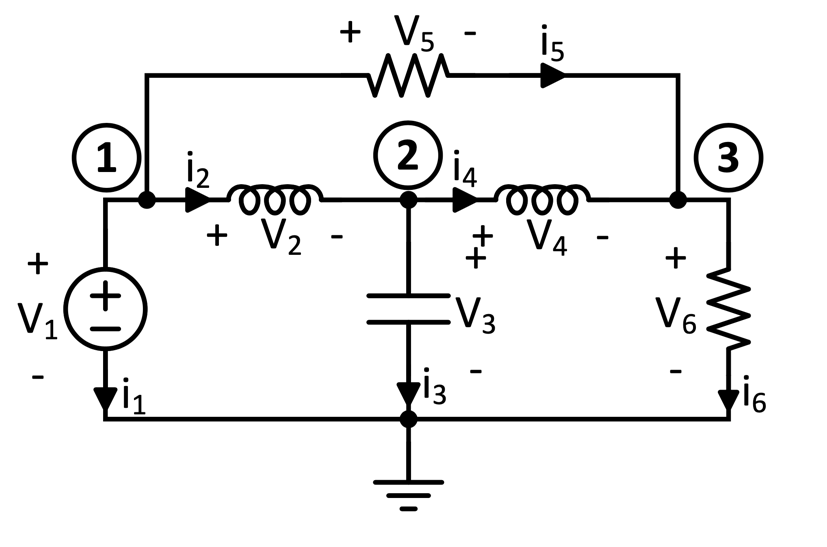 + V5 - i5
1 2 3
i2 i4
+ V2 - + V4 -
+ + +
V1 V3 V6
- - -
i1 i3 i6